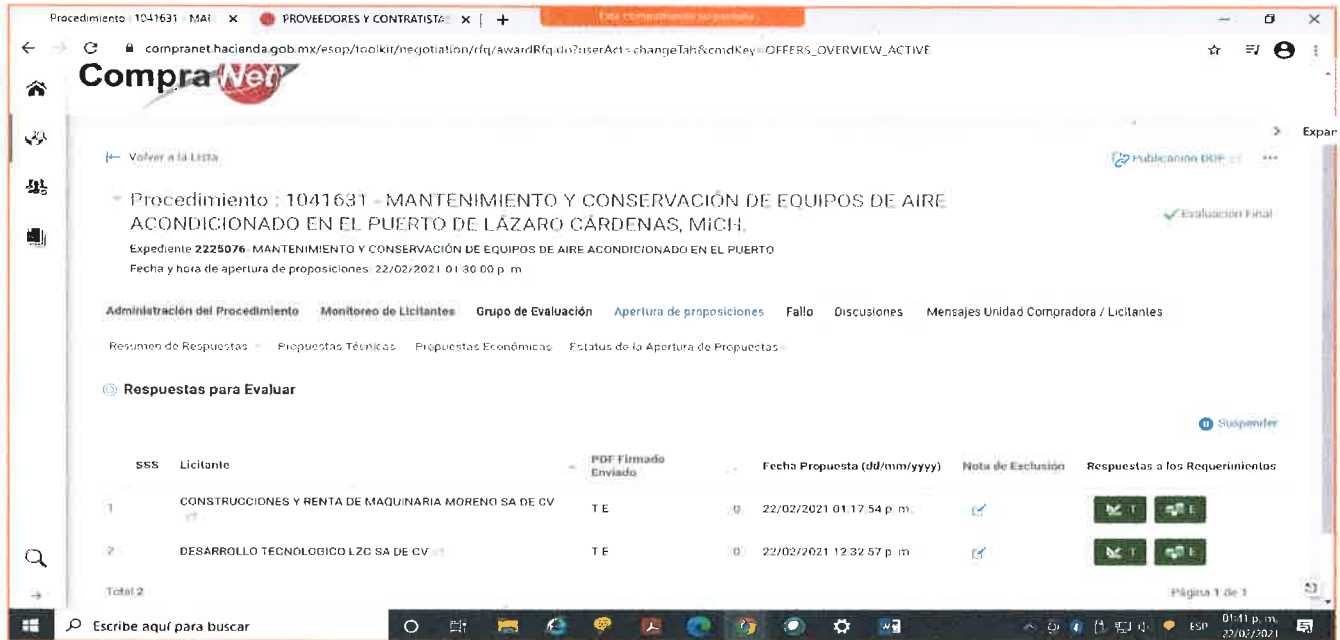 Procedimiento : 1041631 - MAI
PROVEEDORES Y CONTRATISTA
compranet.hacienda.gob.mx/esop/toolkit/negotiation/rfq/awardRfq.do?userAct=changeTab&cmdKey=OFFERS_OVERVIEW_ACTIVE
CompraNet
Expan
Volver a la Lista
Publicación DOF
Procedimiento : 1041631 - MANTENIMIENTO Y CONSERVACIÓN DE EQUIPOS DE AIRE
ACONDICIONADO EN EL PUERTO DE LÁZARO CÁRDENAS, MICH,
Evaluación Final
Expediente 2225076- MANTENIMIENTO Y CONSERVACIÓN DE EQUIPOS DE AIRE ACONDICIONADO EN EL PUERTO
Fecha y hora de apertura de proposiciones: 22/02/2021 01:30:00 p. m.
Administración del Procedimiento Monitoreo de Licitantes Grupo de Evaluación Apertura de proposiciones Fallo Discusiones Mensajes Unidad Compradora / Licitantes
Resumen de Respuestas Propuestas Técnicas Propuestas Económicas Estatus de la Apertura de Propuestas
Respuestas para Evaluar
Suspender
SSS Licitante PDF Firmado Enviado Fecha Propuesta (dd/mm/yyyy) Nota de Exclusión Respuestas a los Requerimientos
1 CONSTRUCCIONES Y RENTA DE MAQUINARIA MORENO SA DE CV T E 0 22/02/2021 01:17:54 p. m. T E
2 DESARROLLO TECNOLOGICO LZC SA DE CV T E 0 22/02/2021 12:32:57 p. m. T E
Total 2 Página 1 de 1
Escribe aquí para buscar
ESP
01:41 p. m.
22/02/2021